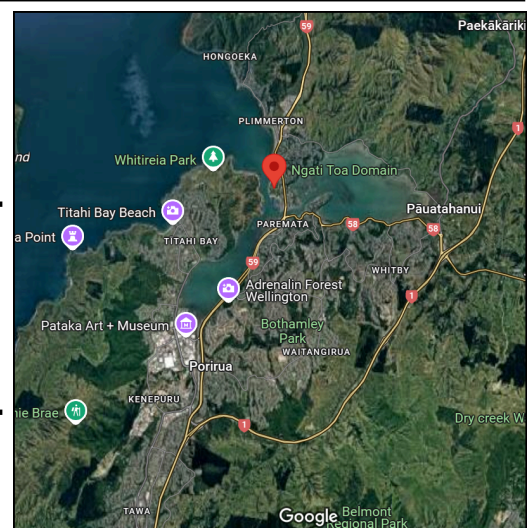 59
Paekākāriki
HONGOEKA
PLIMMERTON
1
nd
Whitireia Park
Ngati Toa Domain
Titahi Bay Beach
Pāuatahanui
a Point
PAREMATA
58
58
TITAHI BAY
59
WHITBY
Adrenalin Forest
Wellington
1
Pataka Art + Museum
Bothamley
Park
WAITANGIRUA
Porirua
KENEPURU
nie Brae
1
Dry creek W
TAWA
Google
Belmont
Regional Park